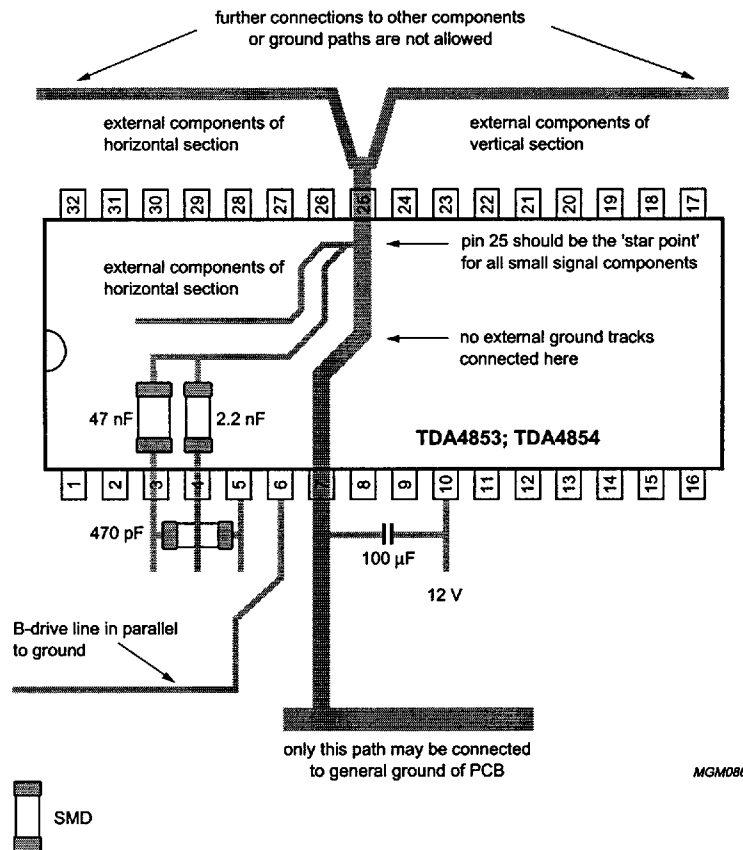 further connections to other components
or ground paths are not allowed
external components of
horizontal section
external components of
vertical section
32 31 30 29 28 27 26 25 24 23 22 21 20 19 18 17
external components of
horizontal section
pin 25 should be the 'star point'
for all small signal components
no external ground tracks
connected here
47 nF
2.2 nF
TDA4853; TDA4854
1 2 3 4 5 6 7 8 9 10 11 12 13 14 15 16
470 pF
100 µF
12 V
B-drive line in parallel
to ground
only this path may be connected
to general ground of PCB
MGM08
SMD